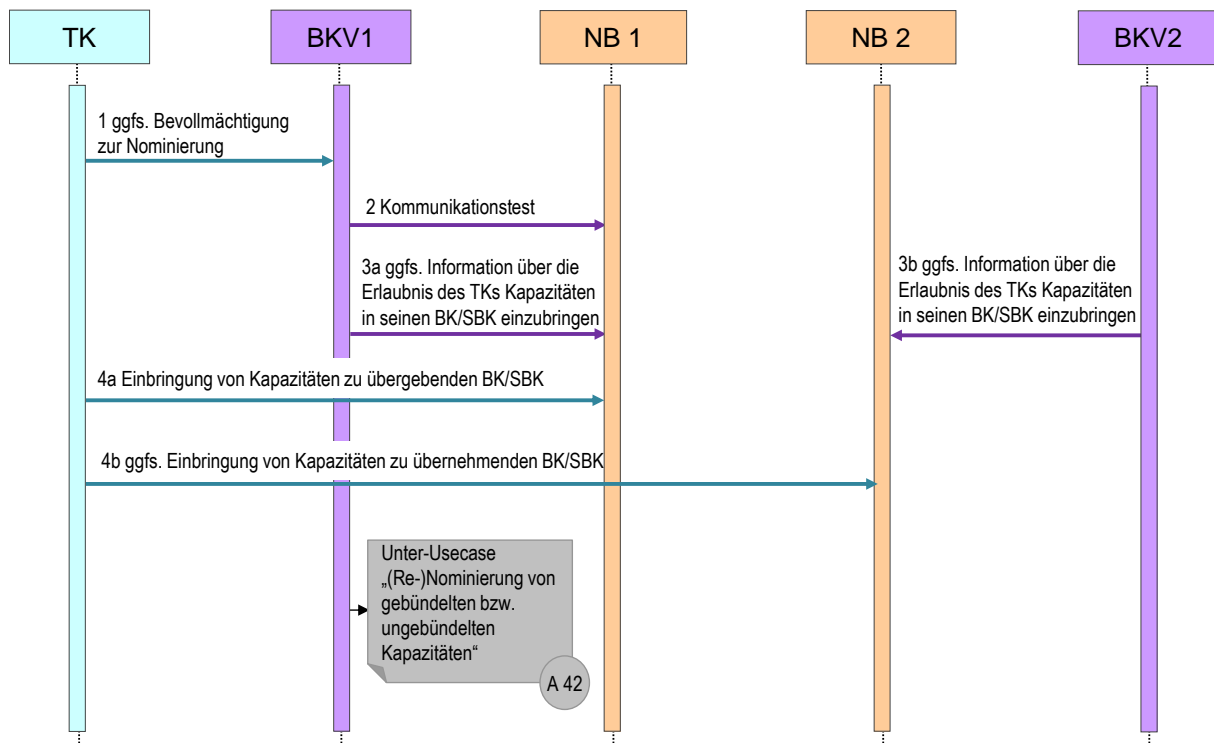 TK
BKV1
NB 1
NB 2
BKV2
1 ggfs. Bevollmächtigung
zur Nominierung
2 Kommunikationstest
3a ggfs. Information über die
Erlaubnis des TKs Kapazitäten
in seinen BK/SBK einzubringen
3b ggfs. Information über die
Erlaubnis des TKs Kapazitäten
in seinen BK/SBK einzubringen
4a Einbringung von Kapazitäten zu übergebenden BK/SBK
4b ggfs. Einbringung von Kapazitäten zu übernehmenden BK/SBK
Unter-Usecase
„(Re-)Nominierung von
gebündelten bzw.
ungebündelten
Kapazitäten“
A 42